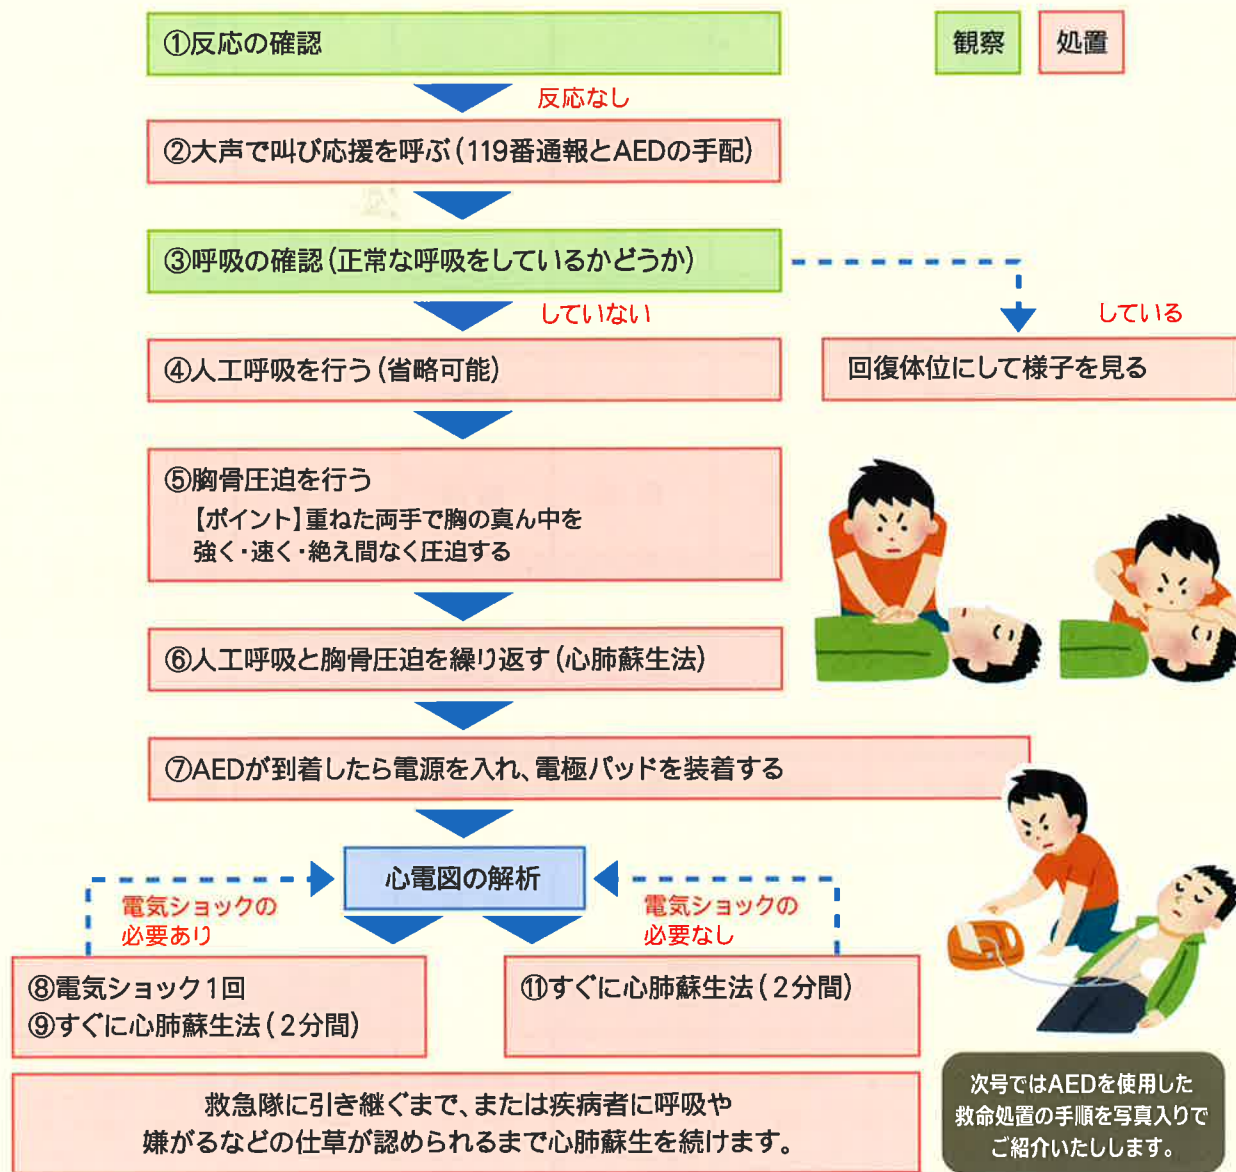 ①反応の確認
観察
処置
反応なし
②大声で叫び応援を呼ぶ(119番通報とAEDの手配)
③呼吸の確認(正常な呼吸をしているかどうか)
していない
している
④人工呼吸を行う(省略可能)
回復体位にして様子を見る
⑤胸骨圧迫を行う
【ポイント】重ねた両手で胸の真ん中を
強く・速く・絶え間なく圧迫する
⑥人工呼吸と胸骨圧迫を繰り返す(心肺蘇生法)
⑦AEDが到着したら電源を入れ、電極パッドを装着する
心電図の解析
電気ショックの
必要あり
電気ショックの
必要なし
⑧電気ショック1回
⑨すぐに心肺蘇生法(2分間)
⑪すぐに心肺蘇生法(2分間)
救急隊に引き継ぐまで、または疾病者に呼吸や
嫌がるなどの仕草が認められるまで心肺蘇生を続けます。
次号ではAEDを使用した
救命処置の手順を写真入りで
ご紹介いたしします。